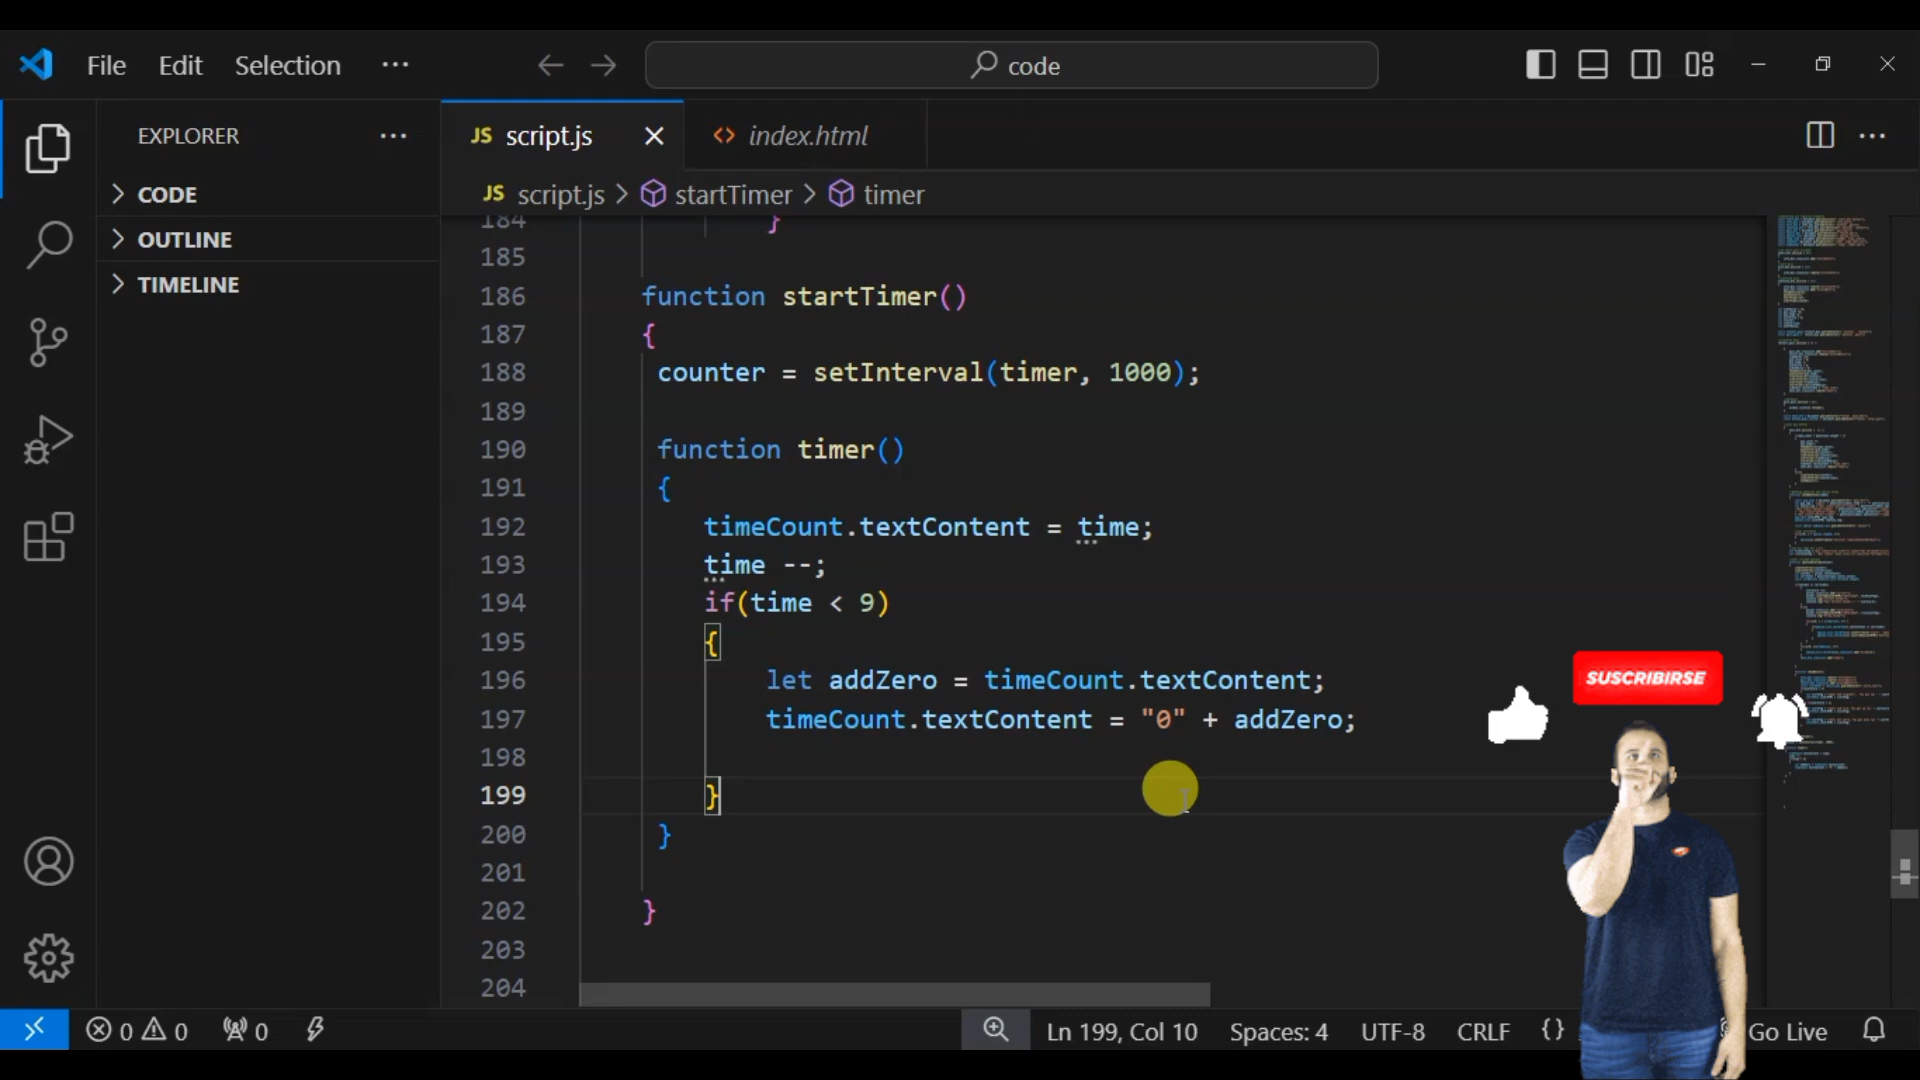 File Edit Selection ··· code
EXPLORER ···
CODE
OUTLINE
TIMELINE
JS script.js
<> index.html
JS script.js > startTimer > timer
184 }
185
186 function startTimer()
187 {
188 counter = setInterval(timer, 1000);
189
190 function timer()
191 {
192 timeCount.textContent = time;
193 time --;
194 if(time < 9)
195 {
196 let addZero = timeCount.textContent;
197 timeCount.textContent = "0" + addZero;
198
199 }
200 }
201
202 }
203
204
SUSCRIBIRSE
0 0 0 Ln 199, Col 10 Spaces: 4 UTF-8 CRLF {} Go Live